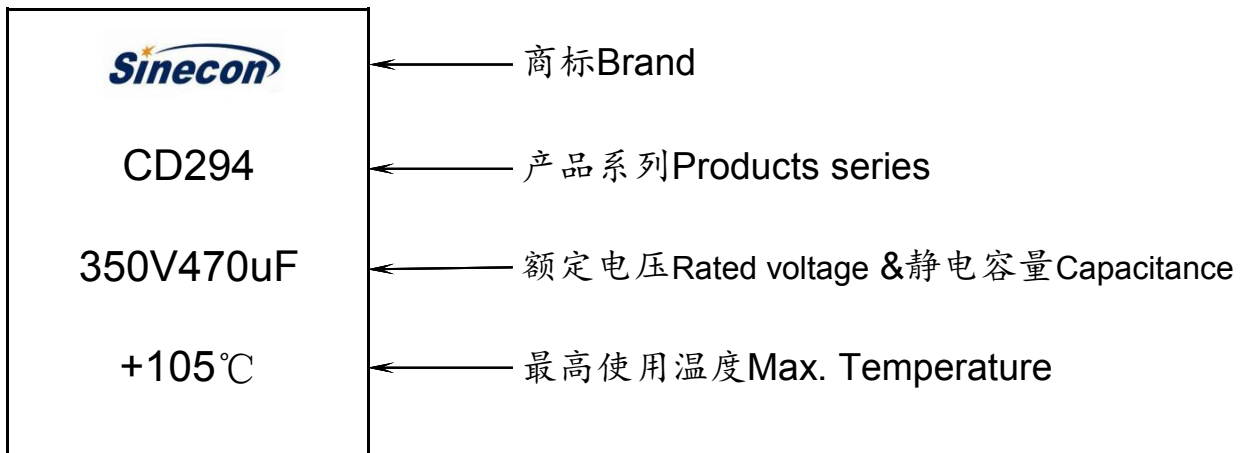 Sinecon 商标Brand
CD294 产品系列Products series
350V470uF 额定电压Rated voltage &静电容量Capacitance
+105℃ 最高使用温度Max. Temperature